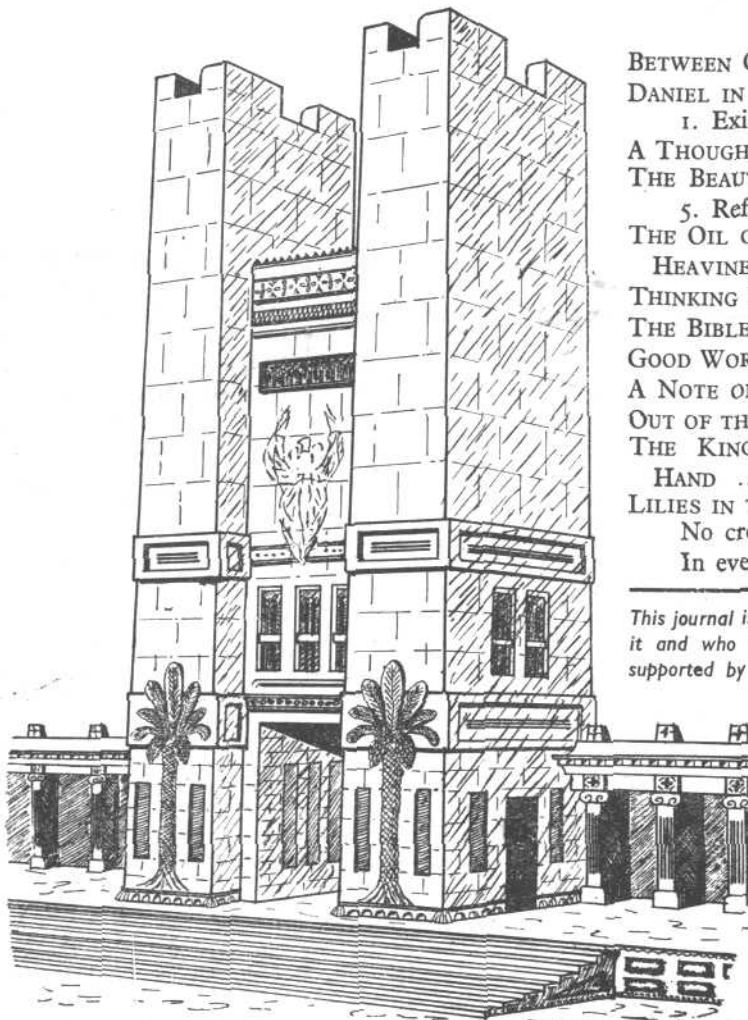 BETWEEN
DANIEL IN
1. Exi
A THOUGH
THE BEAU
5. Ref
THE OIL
HEAVINE
THINKING
THE BIBLE
GOOD WOR
A NOTE O
OUT OF TH
THE KING
HAND ..
LILIES IN
No cr
In eve
This journal i
it and who
supported by